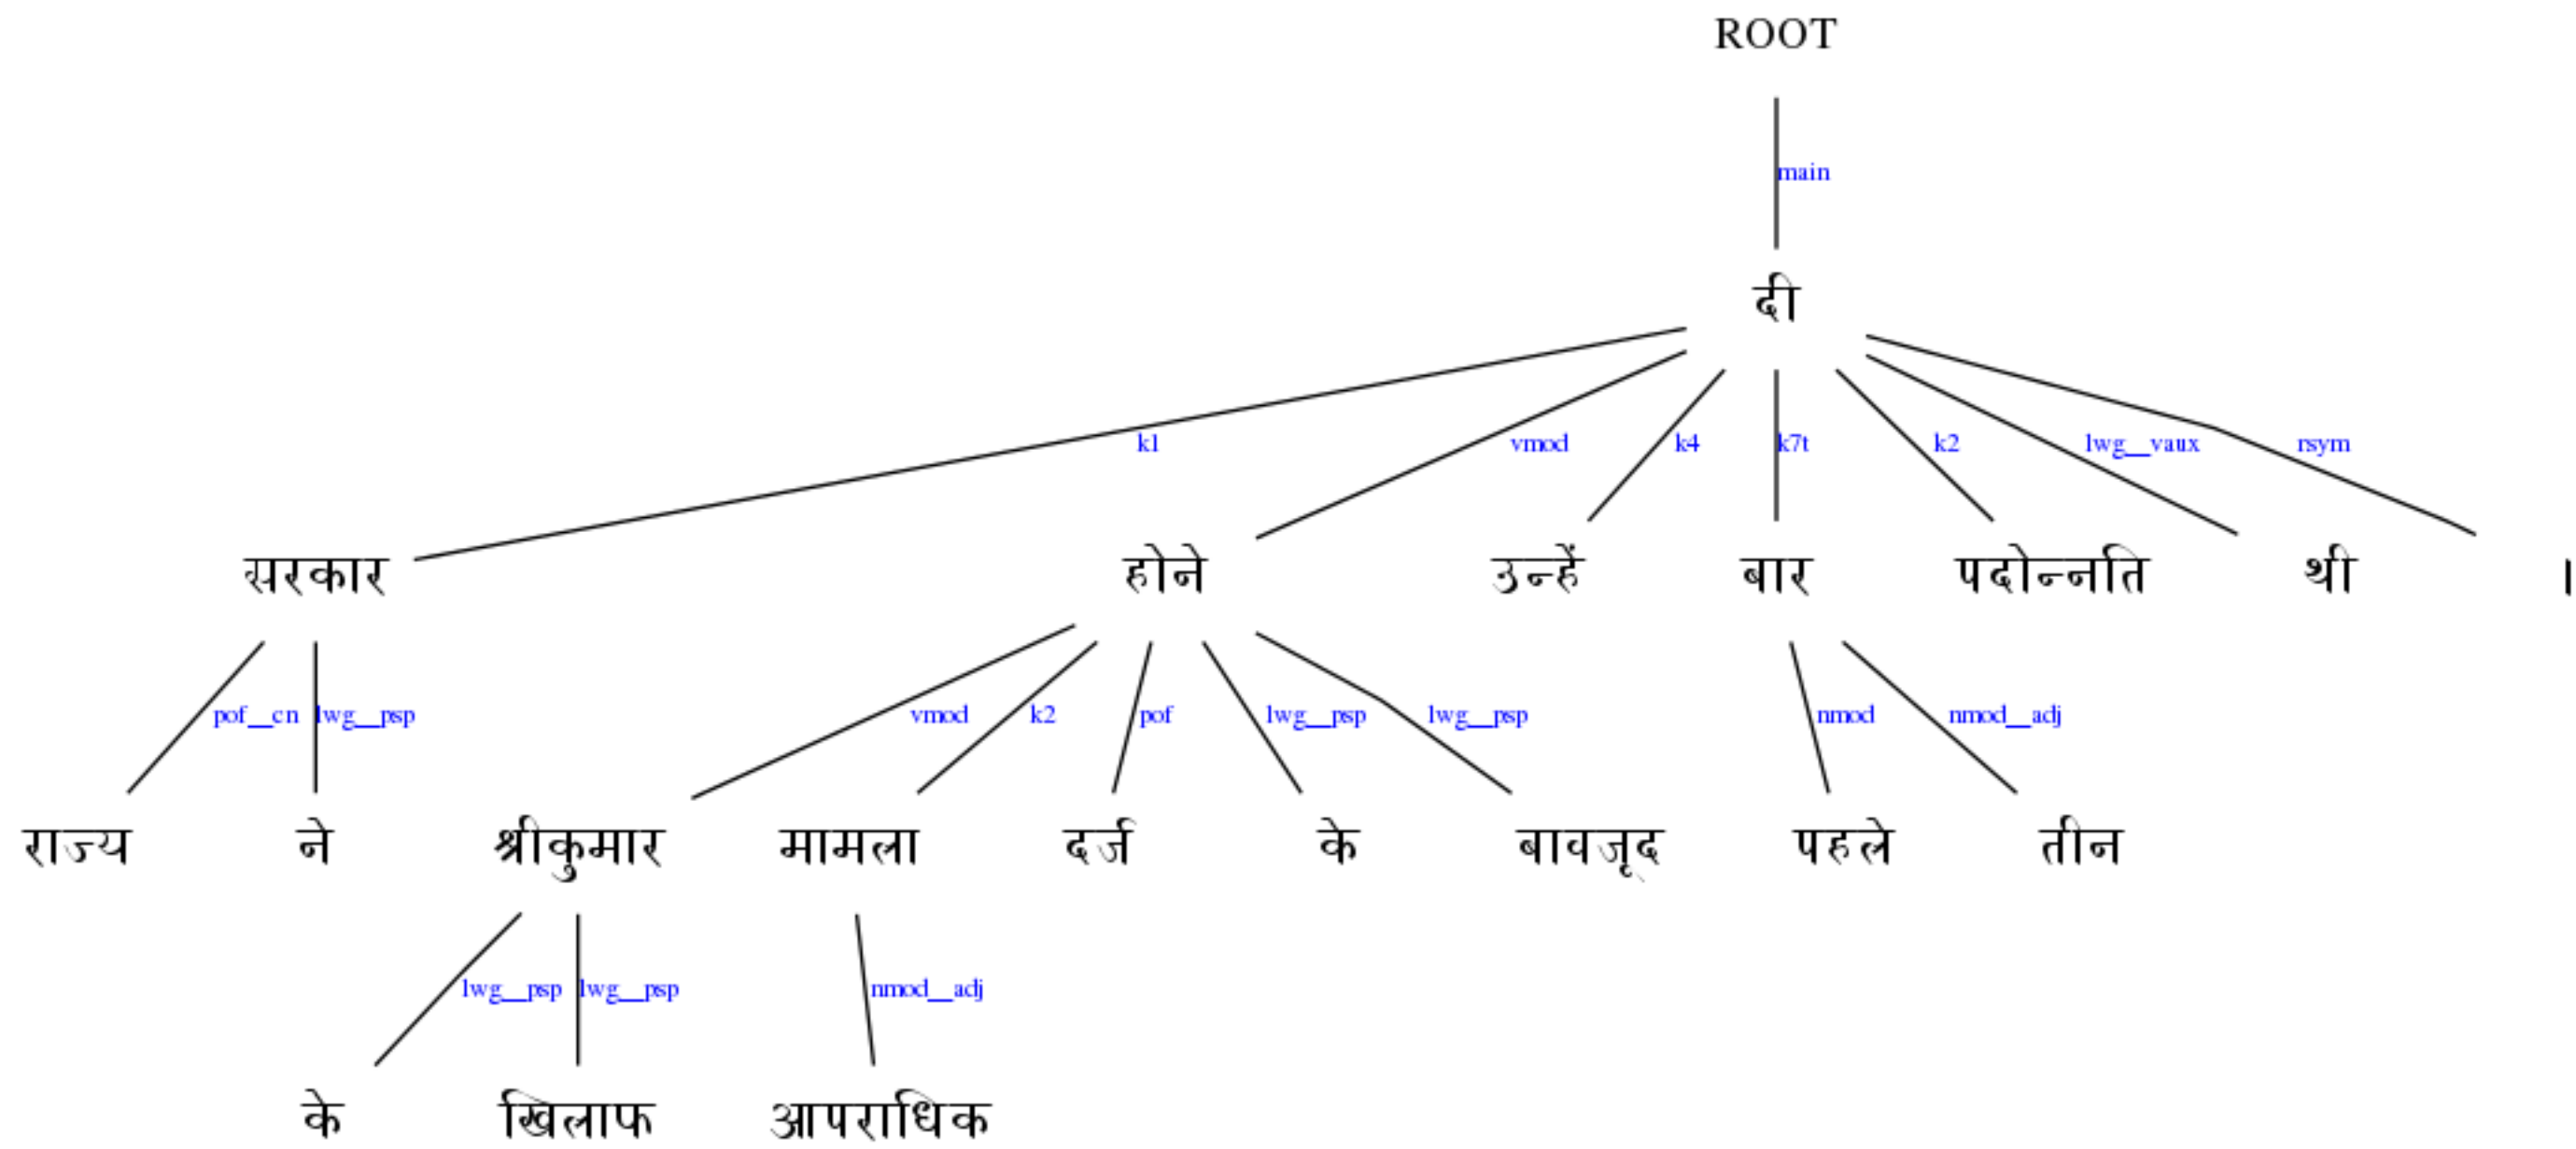 ROOT
main
दी
k1 vmod k4 k7t k2 lwg__vaux rsym
सरकार होने उन्हें बार पदोन्नति थी ।
pof__cn lwg__psp vmod k2 pof lwg__psp lwg__psp nmod nmod__adj
राज्य ने श्रीकुमार मामला दर्ज के बावजूद पहले तीन
lwg__psp lwg__psp nmod__adj
के खिलाफ आपराधिक